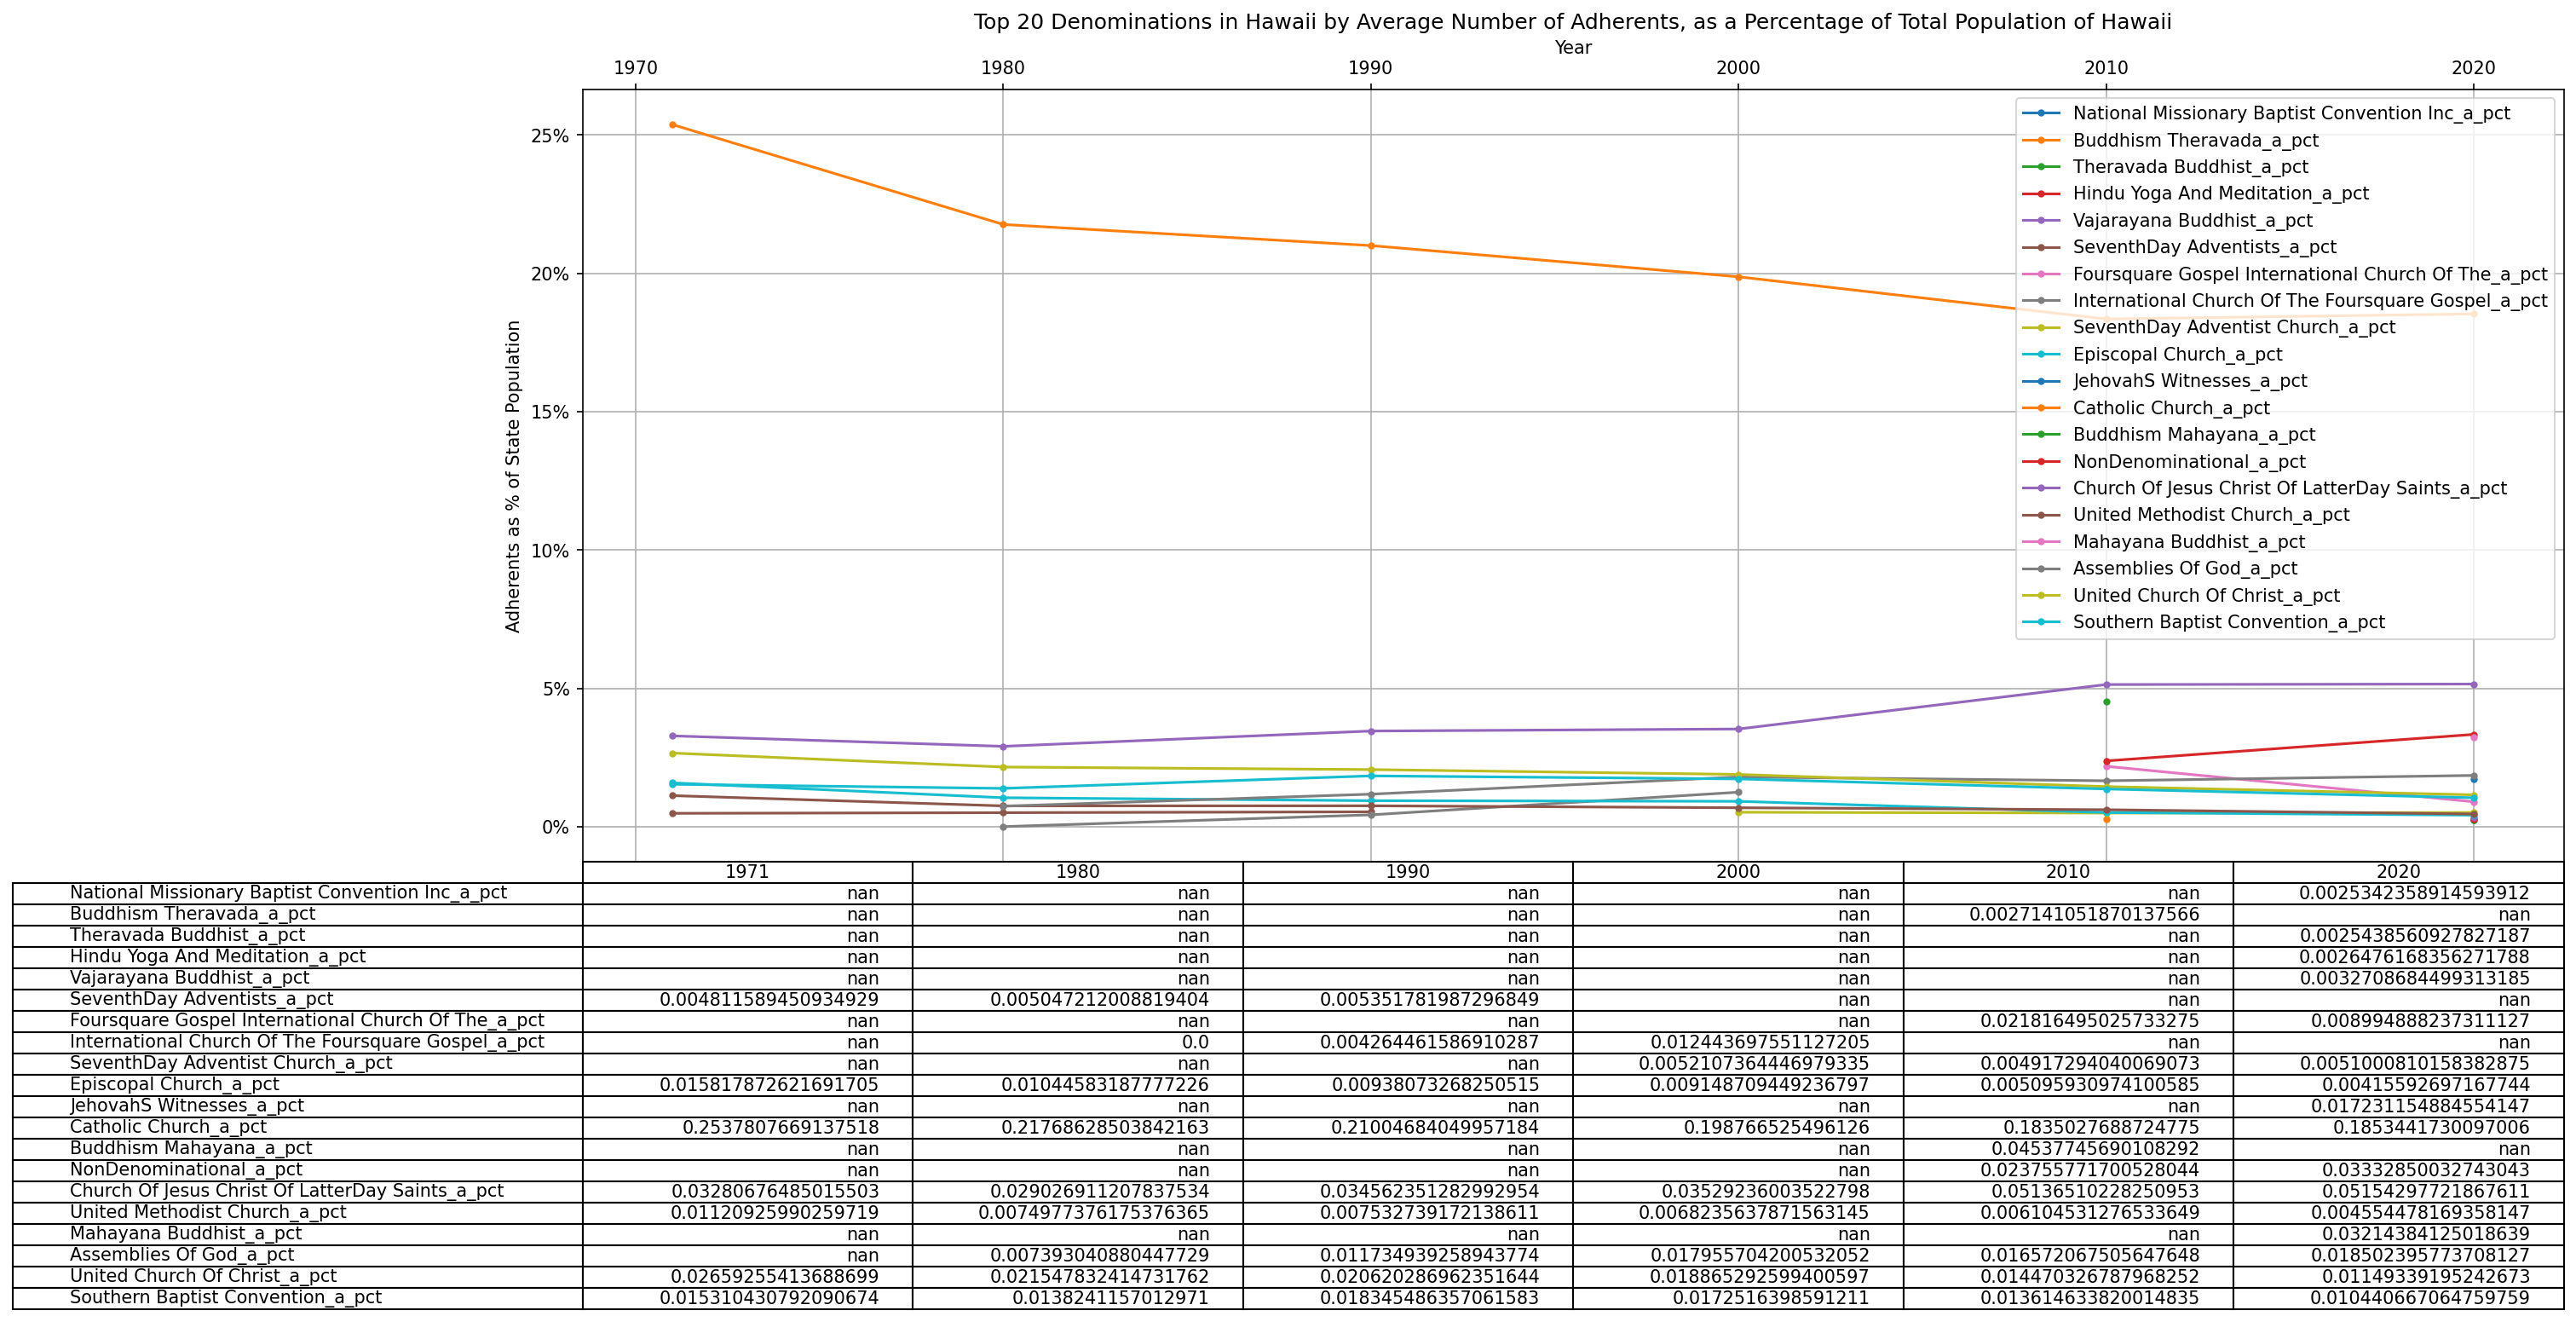 Top 20 Denominations in Hawaii by Average Number of Adherents, as a Percentage of Total Population of Hawaii
Year
1970 1980 1990 2000 2010 2020
25%
20%
15%
10%
5%
0%
Adherents as % of State Population
National Missionary Baptist Convention Inc_a_pct
Buddhism Theravada_a_pct
Theravada Buddhist_a_pct
Hindu Yoga And Meditation_a_pct
Vajarayana Buddhist_a_pct
SeventhDay Adventists_a_pct
Foursquare Gospel International Church Of The_a_pct
International Church Of The Foursquare Gospel_a_pct
SeventhDay Adventist Church_a_pct
Episcopal Church_a_pct
JehovahS Witnesses_a_pct
Catholic Church_a_pct
Buddhism Mahayana_a_pct
NonDenominational_a_pct
Church Of Jesus Christ Of LatterDay Saints_a_pct
United Methodist Church_a_pct
Mahayana Buddhist_a_pct
Assemblies Of God_a_pct
United Church Of Christ_a_pct
Southern Baptist Convention_a_pct
1971 1980 1990 2000 2010 2020
National Missionary Baptist Convention Inc_a_pct nan nan nan nan nan 0.0025342358914593912
Buddhism Theravada_a_pct nan nan nan nan 0.0027141051870137566 nan
Theravada Buddhist_a_pct nan nan nan nan nan 0.0025438560927827187
Hindu Yoga And Meditation_a_pct nan nan nan nan nan 0.0026476168356271788
Vajarayana Buddhist_a_pct nan nan nan nan nan 0.0032708684499313185
SeventhDay Adventists_a_pct 0.004811589450934929 0.005047212008819404 0.005351781987296849 nan nan nan
Foursquare Gospel International Church Of The_a_pct nan nan nan nan 0.021816495025733275 0.008994888237311127
International Church Of The Foursquare Gospel_a_pct nan 0.0 0.004264461586910287 0.012443697551127205 nan nan
SeventhDay Adventist Church_a_pct nan nan nan 0.0052107364446979335 0.004917294040069073 0.0051000810158382875
Episcopal Church_a_pct 0.015817872621691705 0.01044583187777226 0.00938073268250515 0.009148709449236797 0.005095930974100585 0.00415592697167744
JehovahS Witnesses_a_pct nan nan nan nan nan 0.017231154884554147
Catholic Church_a_pct 0.2537807669137518 0.21768628503842163 0.21004684049957184 0.198766525496126 0.1835027688724775 0.1853441730097006
Buddhism Mahayana_a_pct nan nan nan nan 0.04537745690108292 nan
NonDenominational_a_pct nan nan nan nan 0.023755771700528044 0.03332850032743043
Church Of Jesus Christ Of LatterDay Saints_a_pct 0.03280676485015503 0.029026911207837534 0.034562351282992954 0.03529236003522798 0.05136510228250953 0.05154297721867611
United Methodist Church_a_pct 0.01120925990259719 0.0074977376175376365 0.007532739172138611 0.0068235637871563145 0.006104531276533649 0.004554478169358147
Mahayana Buddhist_a_pct nan nan nan nan nan 0.03214384125018639
Assemblies Of God_a_pct nan 0.007393040880447729 0.011734939258943774 0.017955704200532052 0.016572067505647648 0.018502395773708127
United Church Of Christ_a_pct 0.02659255413688699 0.021547832414731762 0.020620286962351644 0.018865292599400597 0.014470326787968252 0.01149339195242673
Southern Baptist Convention_a_pct 0.015310430792090674 0.0138241157012971 0.018345486357061583 0.0172516398591211 0.013614633820014835 0.010440667064759759